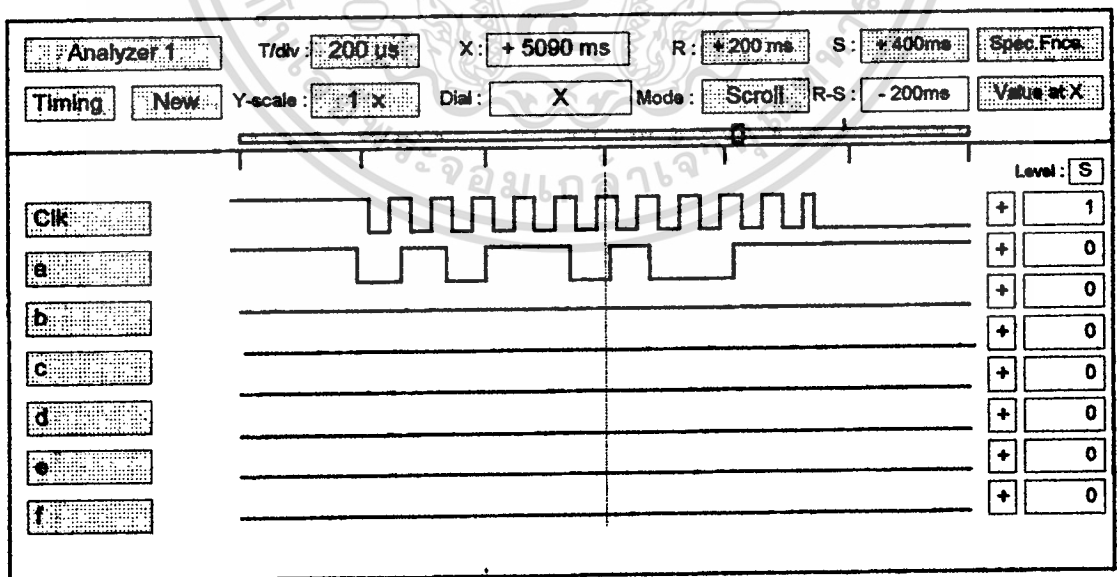 Analyzer 1 T/div : 200 us X : + 5090 ms R : + 200 ms S : + 400ms Spec.Fnce.
Timing New Y-scale : 1 x Dial : X Mode : Scroll R-S : - 200ms Value at X
Level : S
Clk + 1
a + 0
b + 0
c + 0
d + 0
e + 0
f + 0
+ 0